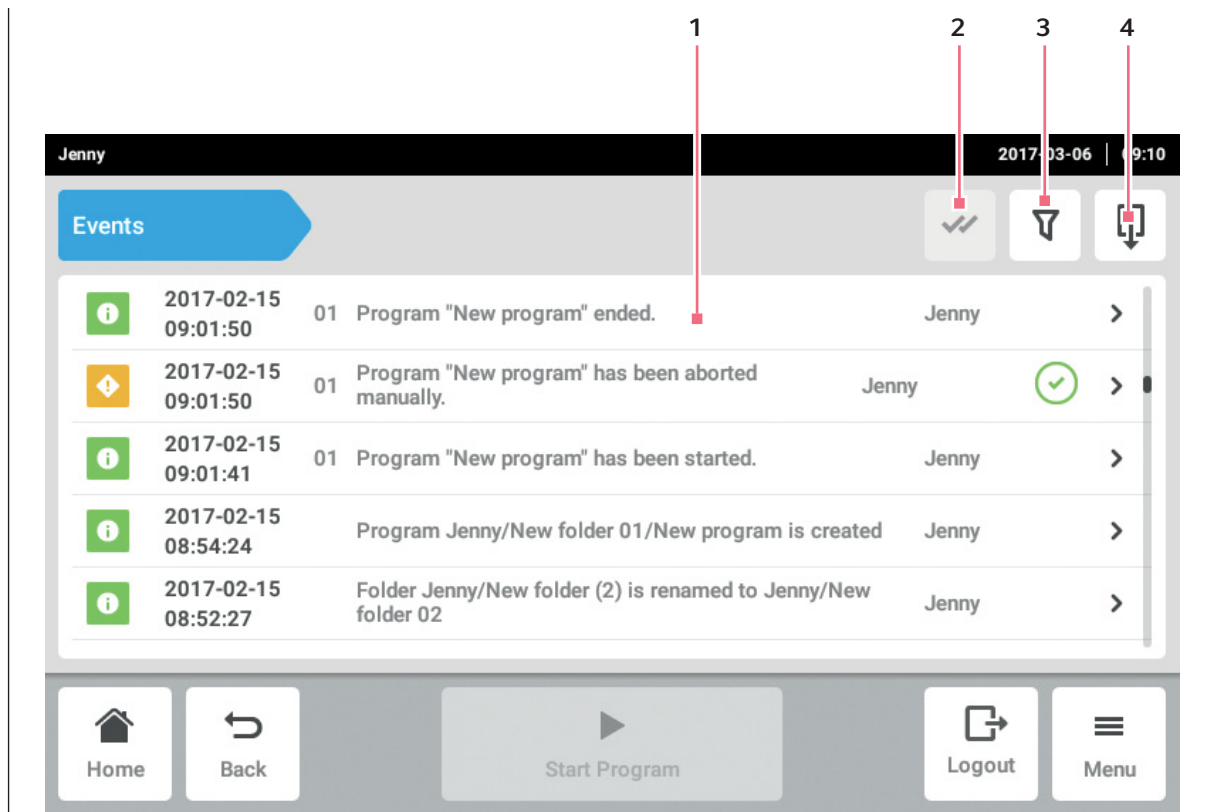 1 2 3 4
Jenny 2017-03-06 09:10
Events
2017-02-15
09:01:50
01 Program "New program" ended. Jenny
2017-02-15
09:01:50
01 Program "New program" has been aborted
manually.
Jenny
2017-02-15
09:01:41
01 Program "New program" has been started. Jenny
2017-02-15
08:54:24
Program Jenny/New folder 01/New program is created Jenny
2017-02-15
08:52:27
Folder Jenny/New folder (2) is renamed to Jenny/New
folder 02
Jenny
Home Back Start Program Logout Menu